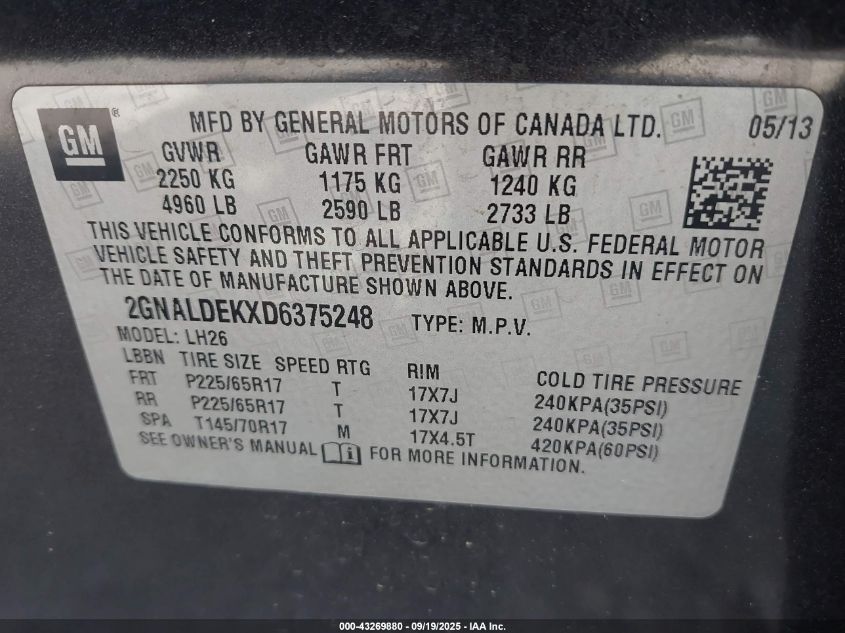 GM ® MFD BY GENERAL MOTORS OF CANADA LTD. 05/13
GVWR GAWR FRT GAWR RR
2250 KG 1175 KG 1240 KG
4960 LB 2590 LB 2733 LB
THIS VEHICLE CONFORMS TO ALL APPLICABLE U.S. FEDERAL MOTOR
VEHICLE SAFETY AND THEFT PREVENTION STANDARDS IN EFFECT ON
THE DATE OF MANUFACTURE SHOWN ABOVE.
2GNALDEKXD6375248 TYPE: M.P.V.
MODEL: LH26
LBBN TIRE SIZE SPEED RTG RIM COLD TIRE PRESSURE
FRT P225/65R17 T 17X7J 240KPA(35PSI)
RR P225/65R17 T 17X7J 240KPA(35PSI)
SPA T145/70R17 M 17X4.5T 420KPA(60PSI)
SEE OWNER'S MANUAL FOR MORE INFORMATION.
000-43269880 - 09/19/2025 - IAA Inc.